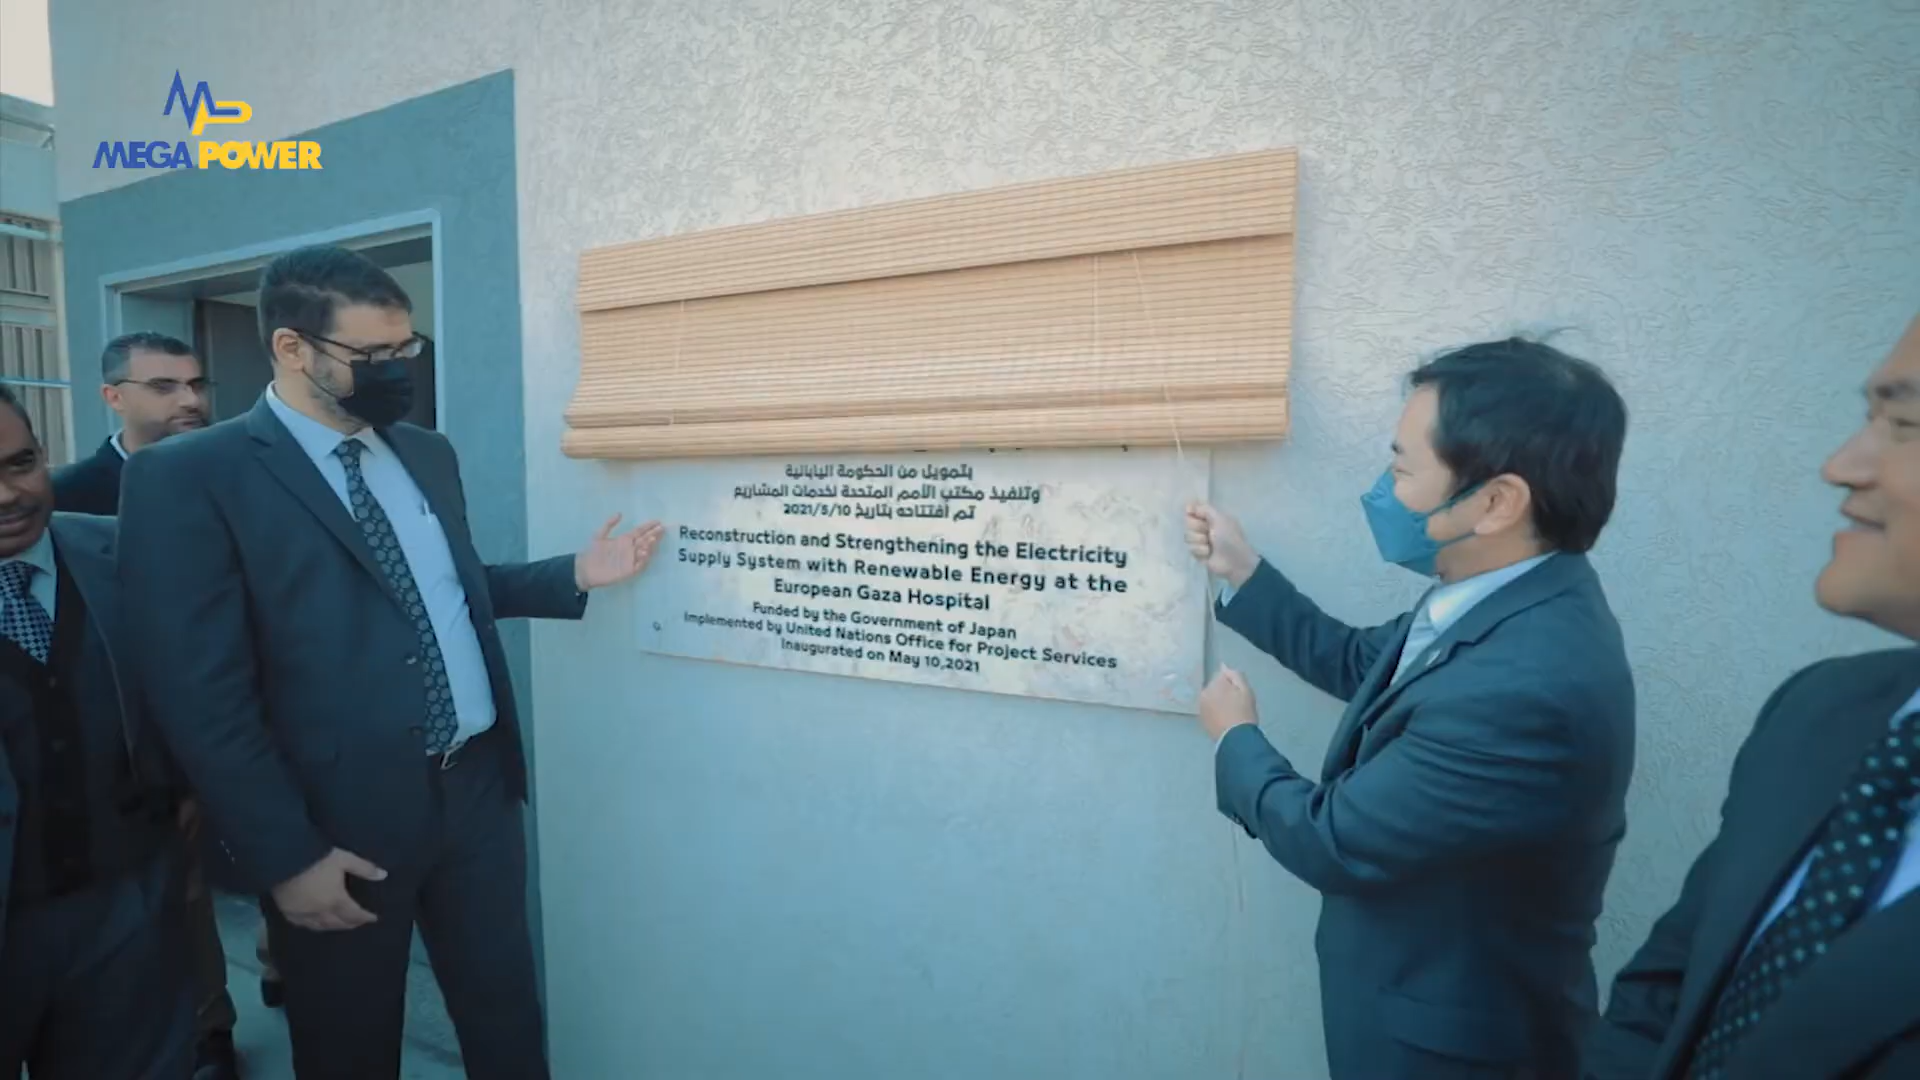 MEGA POWER
بتمويل من الحكومة اليابانية
وتنفيذ مكتب الأمم المتحدة لخدمات المشاريع
تم افتتاحه بتاريخ 2021/5/10
Reconstruction and Strengthening the Electricity
Supply System with Renewable Energy at the
European Gaza Hospital
Funded by the Government of Japan
Implemented by United Nations Office for Project Services
Inaugurated on May 10,2021